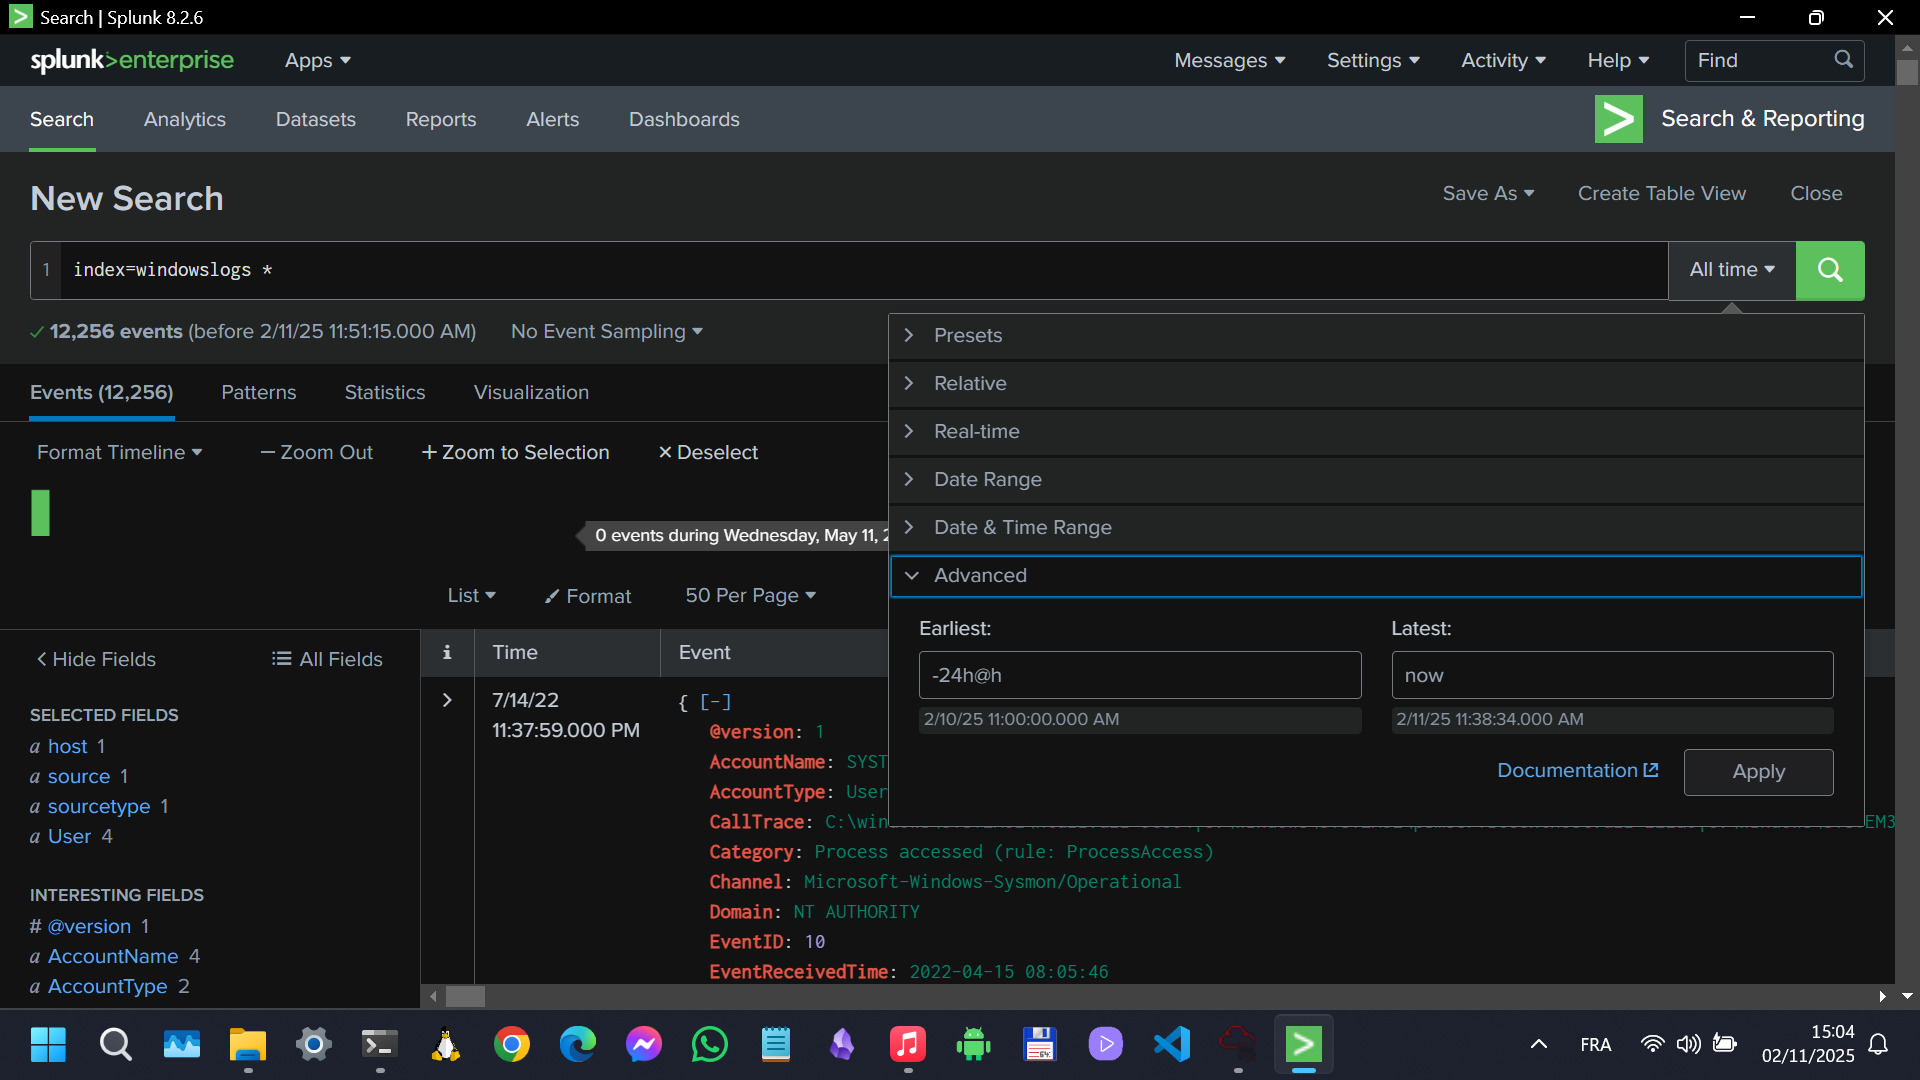 Search | Splunk 8.2.6
splunk>enterprise
Apps
Messages
Settings
Activity
Help
Find
Search
Analytics
Datasets
Reports
Alerts
Dashboards
Search & Reporting
New Search
Save As
Create Table View
Close
1 index=windowslogs *
All time
12,256 events (before 2/11/25 11:51:15.000 AM)
No Event Sampling
Presets
Relative
Real-time
Date Range
Date & Time Range
Advanced
Earliest:
Latest:
-24h@h
now
2/10/25 11:00:00.000 AM
2/11/25 11:38:34.000 AM
Documentation
Apply
Events (12,256)
Patterns
Statistics
Visualization
Format Timeline
— Zoom Out
+ Zoom to Selection
× Deselect
0 events during Wednesday, May 11,
List
Format
50 Per Page
< Hide Fields
All Fields
i
Time
Event
SELECTED FIELDS
a host 1
a source 1
a sourcetype 1
a User 4
INTERESTING FIELDS
# @version 1
a AccountName 4
a AccountType 2
7/14/22
11:37:59.000 PM
{ [-]
@version: 1
AccountName: SYST
AccountType: User
CallTrace: C:\win
EM3
Category: Process accessed (rule: ProcessAccess)
Channel: Microsoft-Windows-Sysmon/Operational
Domain: NT AUTHORITY
EventID: 10
EventReceivedTime: 2022-04-15 08:05:46
64
FRA
15:04
02/11/2025